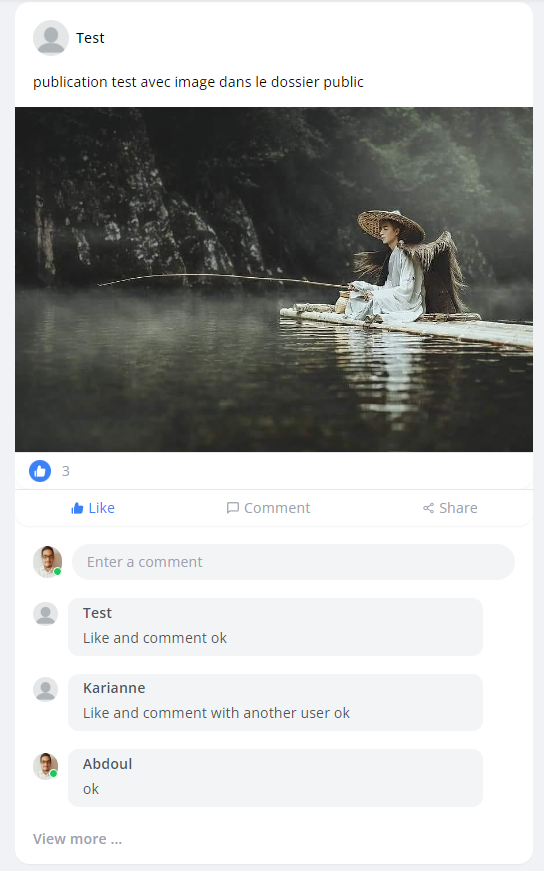 Test
publication test avec image dans le dossier public
3
Like Comment Share
Enter a comment
Test
Like and comment ok
Karianne
Like and comment with another user ok
Abdoul
ok
View more ...